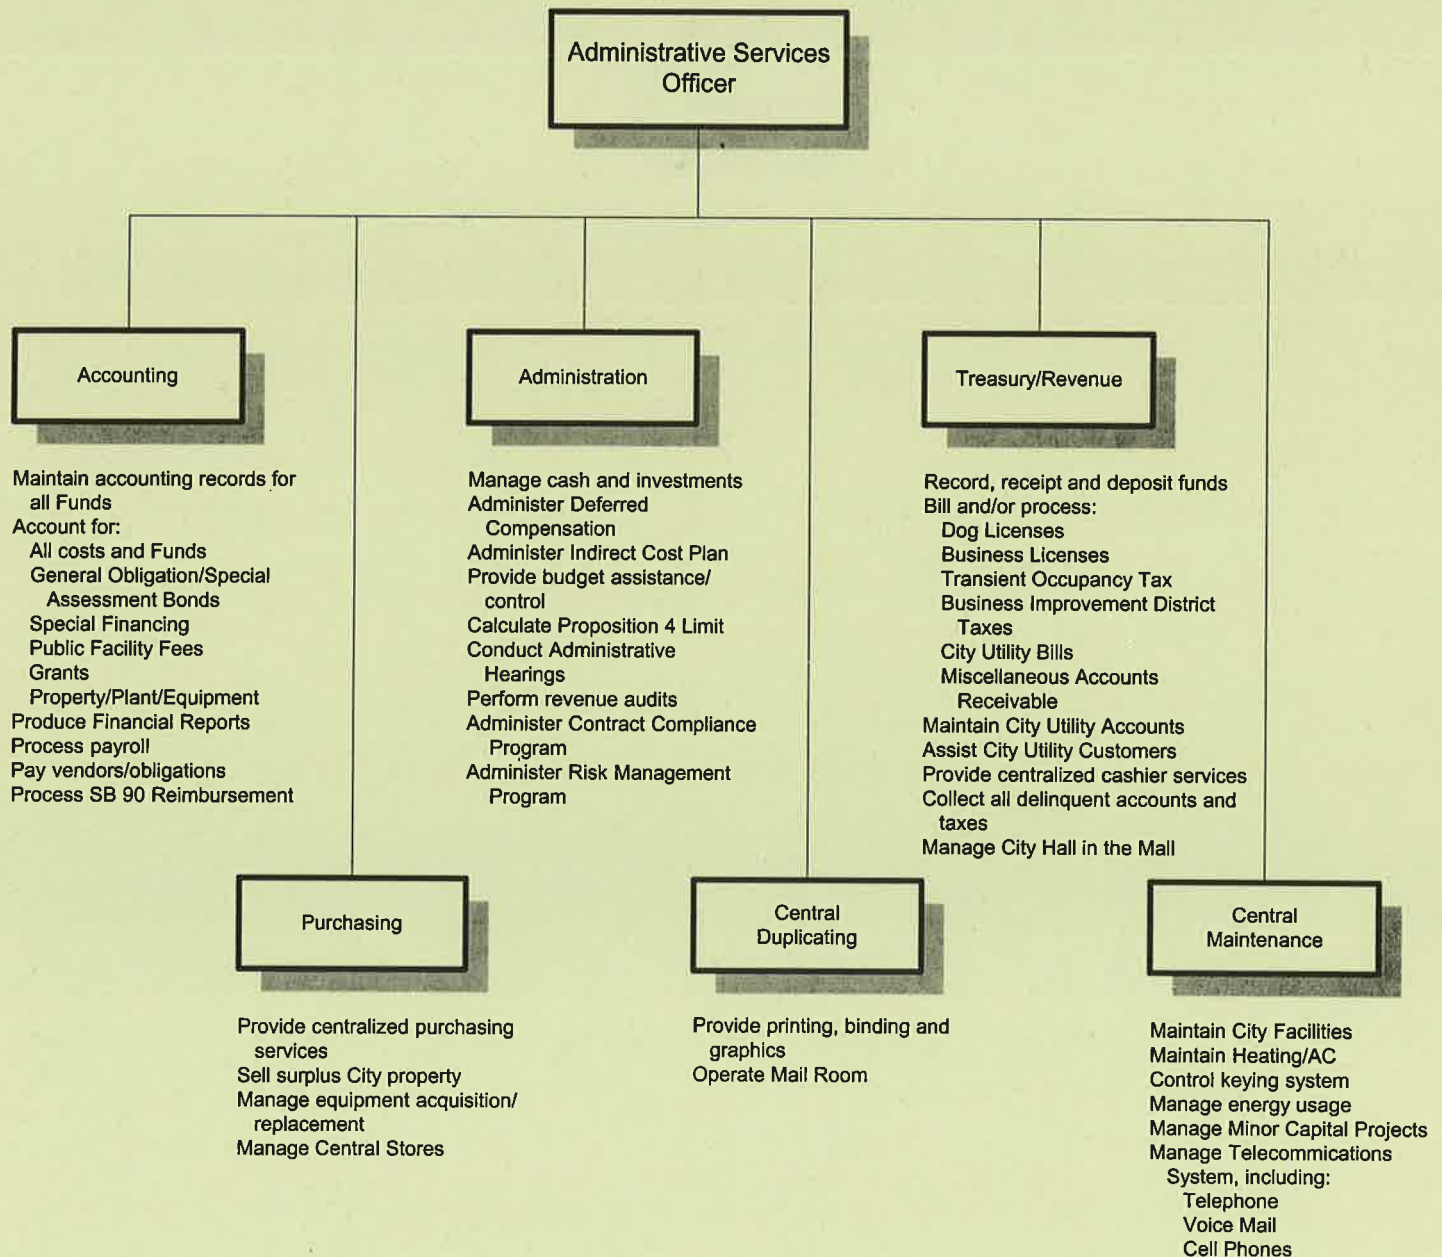 Administrative Services
Officer
Accounting
Maintain accounting records for
all Funds
Account for:
All costs and Funds
General Obligation/Special
Assessment Bonds
Special Financing
Public Facility Fees
Grants
Property/Plant/Equipment
Produce Financial Reports
Process payroll
Pay vendors/obligations
Process SB 90 Reimbursement
Administration
Manage cash and investments
Administer Deferred
Compensation
Administer Indirect Cost Plan
Provide budget assistance/
control
Calculate Proposition 4 Limit
Conduct Administrative
Hearings
Perform revenue audits
Administer Contract Compliance
Program
Administer Risk Management
Program
Treasury/Revenue
Record, receipt and deposit funds
Bill and/or process:
Dog Licenses
Business Licenses
Transient Occupancy Tax
Business Improvement District
Taxes
City Utility Bills
Miscellaneous Accounts
Receivable
Maintain City Utility Accounts
Assist City Utility Customers
Provide centralized cashier services
Collect all delinquent accounts and
taxes
Manage City Hall in the Mall
Purchasing
Provide centralized purchasing
services
Sell surplus City property
Manage equipment acquisition/
replacement
Manage Central Stores
Central
Duplicating
Provide printing, binding and
graphics
Operate Mail Room
Central
Maintenance
Maintain City Facilities
Maintain Heating/AC
Control keying system
Manage energy usage
Manage Minor Capital Projects
Manage Telecommications
System, including:
Telephone
Voice Mail
Cell Phones